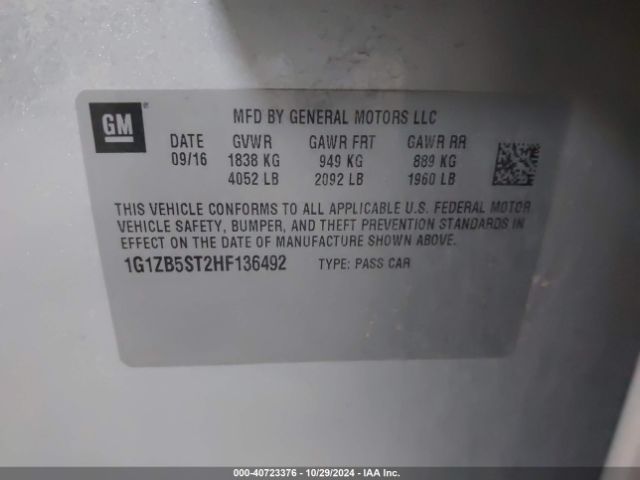 GM
MFD BY GENERAL MOTORS LLC
DATE GVWR GAWR FRT GAWR RR
09/16 1838 KG 949 KG 889 KG
4052 LB 2092 LB 1960 LB
THIS VEHICLE CONFORMS TO ALL APPLICABLE U.S. FEDERAL MOTOR
VEHICLE SAFETY, BUMPER, AND THEFT PREVENTION STANDARDS IN
EFFECT ON THE DATE OF MANUFACTURE SHOWN ABOVE.
1G1ZB5ST2HF136492 TYPE: PASS CAR
000-40723376 • 10/29/2024 • IAA Inc.